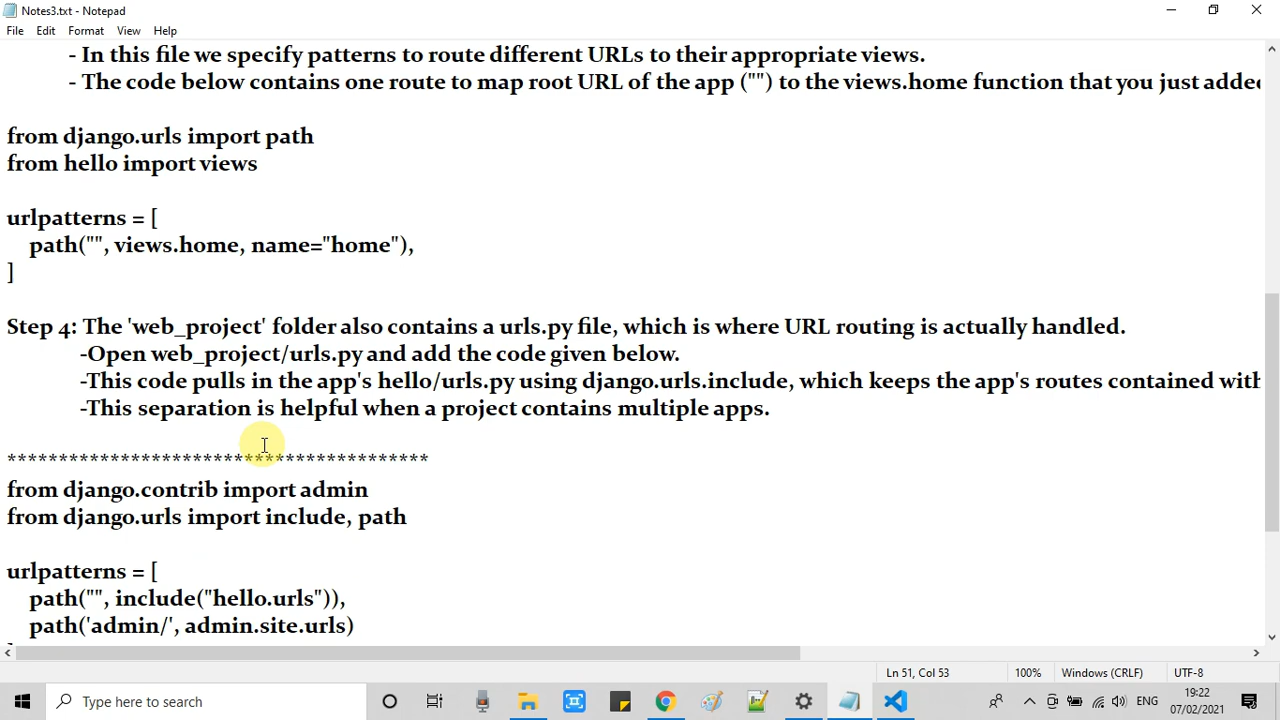 Notes3.txt - Notepad
File Edit Format View Help
- In this file we specify patterns to route different URLs to their appropriate views.
- The code below contains one route to map root URL of the app ("") to the views.home function that you just added
from django.urls import path
from hello import views
urlpatterns = [
path("", views.home, name="home"),
]
Step 4: The 'web_project' folder also contains a urls.py file, which is where URL routing is actually handled.
-Open web_project/urls.py and add the code given below.
-This code pulls in the app's hello/urls.py using django.urls.include, which keeps the app's routes contained with
-This separation is helpful when a project contains multiple apps.
*****************************************
from django.contrib import admin
from django.urls import include, path
urlpatterns = [
path("", include("hello.urls")),
path('admin/', admin.site.urls)
Ln 51, Col 53 100% Windows (CRLF) UTF-8
Type here to search ENG 19:22
07/02/2021